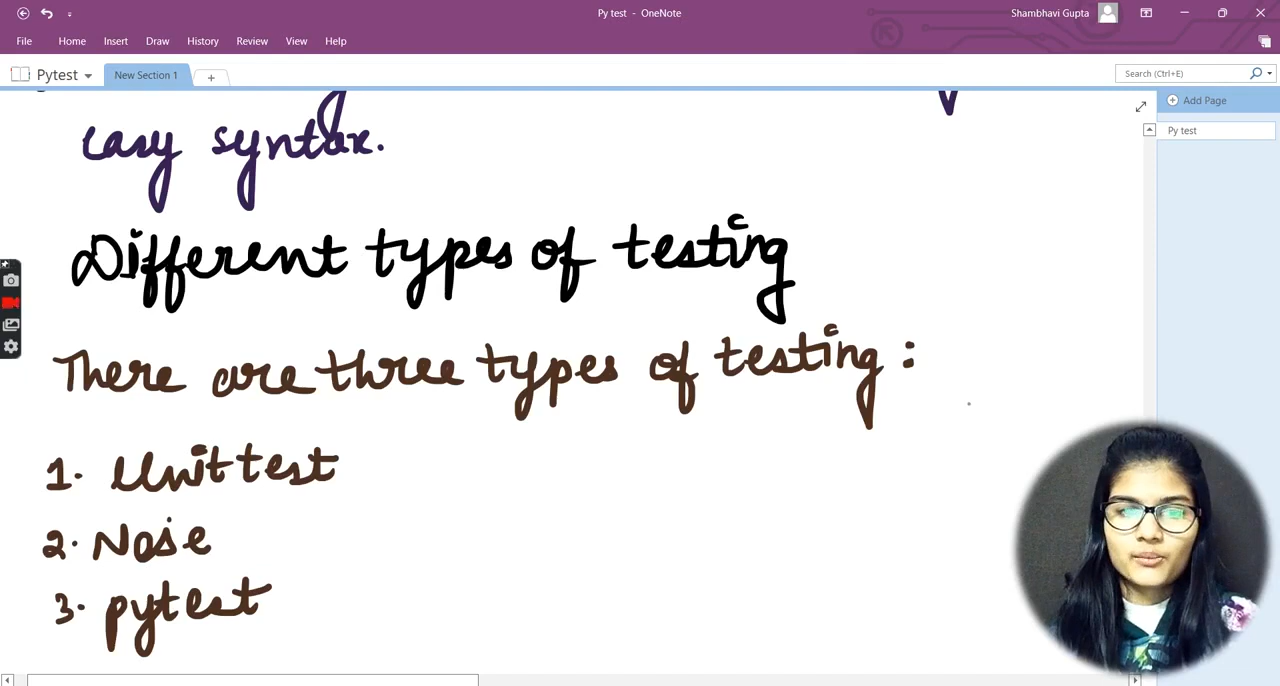 Py test - OneNote
Shambhavi Gupta
File Home Insert Draw History Review View Help
Pytest
New Section 1
Search (Ctrl+E)
Add Page
Py test
easy syntax.
Different types of testing
There are three types of testing :
1. Unittest
2. Nose
3. pytest